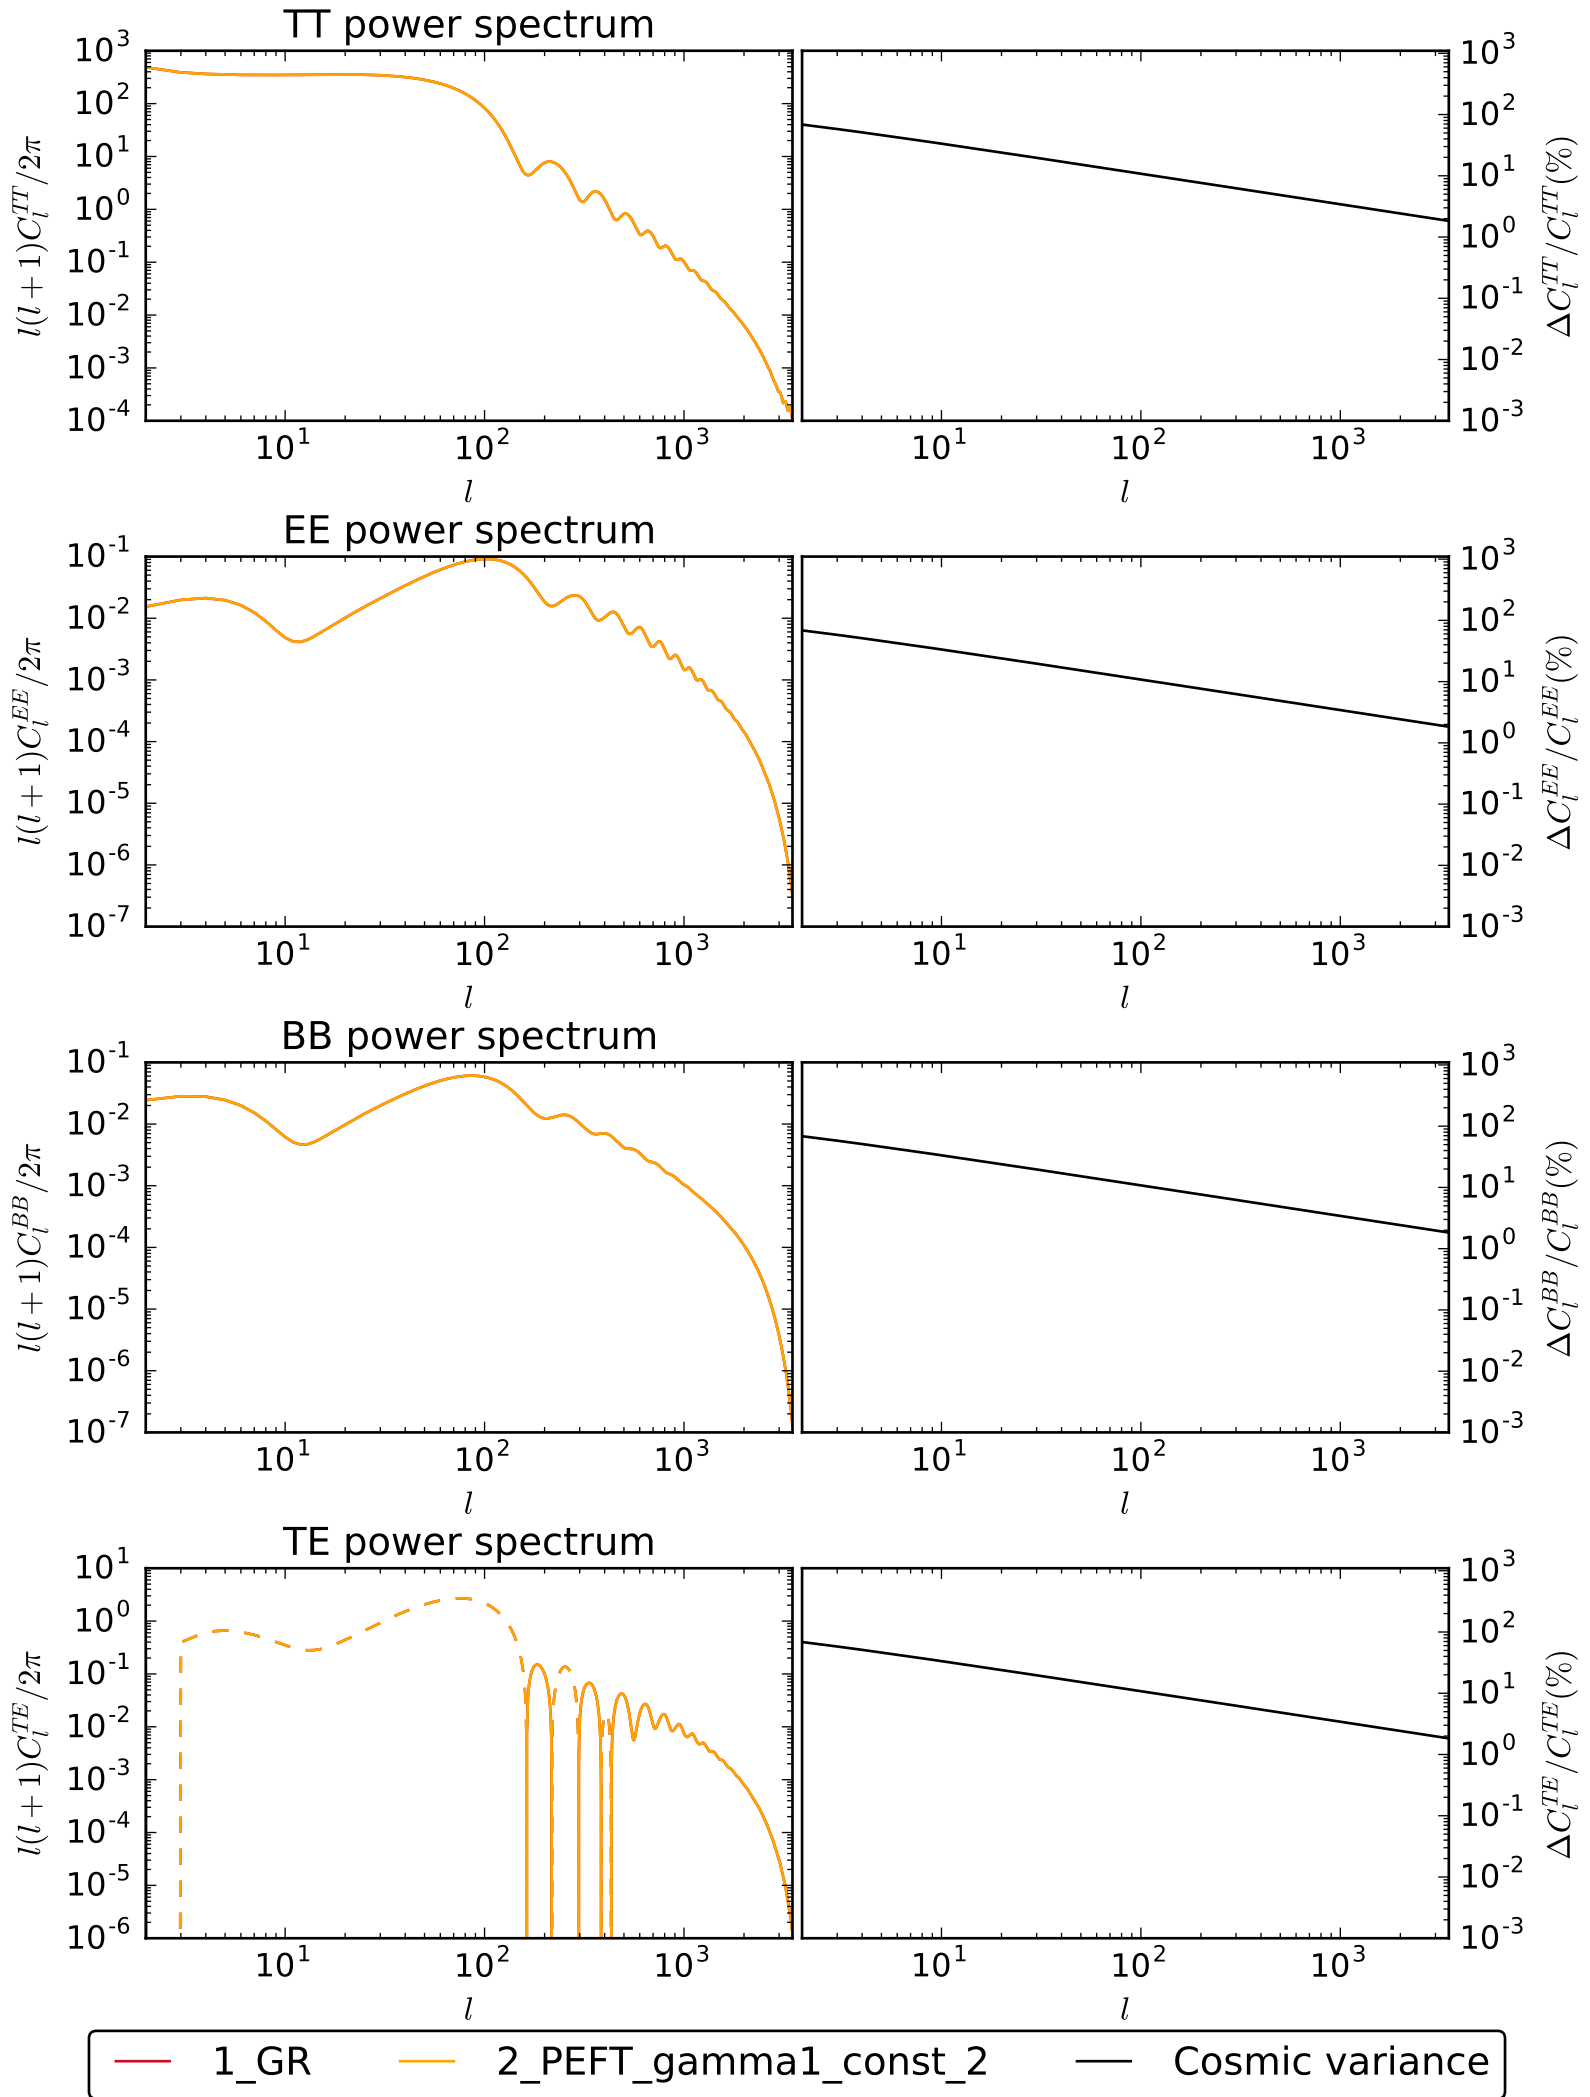 TT power spectrum
10^3
10^2
10^1
10^0
10^-1
10^-2
10^-3
10^-4
l(l+1)C_l^{TT}/2π
10^1 10^2 10^3
l
10^3
10^2
10^1
10^0
10^-1
10^-2
10^-3
ΔC_l^{TT}/C_l^{TT}(%)
10^1 10^2 10^3
l
EE power spectrum
10^-1
10^-2
10^-3
10^-4
10^-5
10^-6
10^-7
l(l+1)C_l^{EE}/2π
10^1 10^2 10^3
l
10^3
10^2
10^1
10^0
10^-1
10^-2
10^-3
ΔC_l^{EE}/C_l^{EE}(%)
10^1 10^2 10^3
l
BB power spectrum
10^-1
10^-2
10^-3
10^-4
10^-5
10^-6
10^-7
l(l+1)C_l^{BB}/2π
10^1 10^2 10^3
l
10^3
10^2
10^1
10^0
10^-1
10^-2
10^-3
ΔC_l^{BB}/C_l^{BB}(%)
10^1 10^2 10^3
l
TE power spectrum
10^1
10^0
10^-1
10^-2
10^-3
10^-4
10^-5
10^-6
l(l+1)C_l^{TE}/2π
10^1 10^2 10^3
l
10^3
10^2
10^1
10^0
10^-1
10^-2
10^-3
ΔC_l^{TE}/C_l^{TE}(%)
10^1 10^2 10^3
l
1_GR 2_PEFT_gamma1_const_2 Cosmic variance